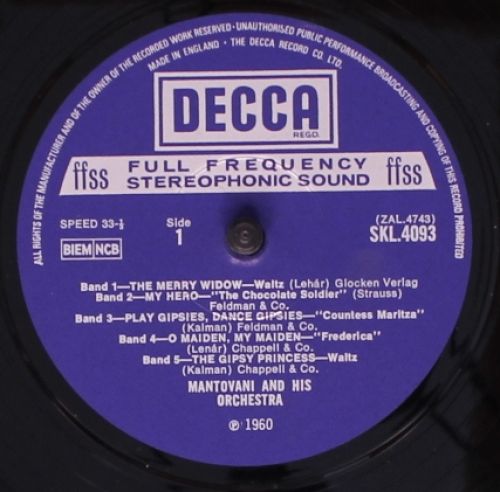 ALL RIGHTS OF THE MANUFACTURER AND OF THE OWNER OF THE RECORDED WORK RESERVED · UNAUTHORISED PUBLIC PERFORMANCE BROADCASTING AND COPYING OF THIS RECORD PROHIBITED
MADE IN ENGLAND · THE DECCA RECORD CO. LTD.
DECCA
REGD.
ffss FULL FREQUENCY ffss
STEREOPHONIC SOUND
SPEED 33-⅓ Side (ZAL.4743)
BIEM NCB 1 SKL.4093
Band 1—THE MERRY WIDOW—Waltz (Lehár) Glocken Verlag
Band 2—MY HERO—"The Chocolate Soldier" (Strauss)
Feldman & Co.
Band 3—PLAY GIPSIES, DANCE GIPSIES—"Countess Maritza"
(Kalman) Feldman & Co.
Band 4—O MAIDEN, MY MAIDEN—"Frederica"
(Lehár) Chappell & Co.
Band 5—THE GIPSY PRINCESS—Waltz
(Kalman) Chappell & Co.
MANTOVANI AND HIS
ORCHESTRA
℗ 1960